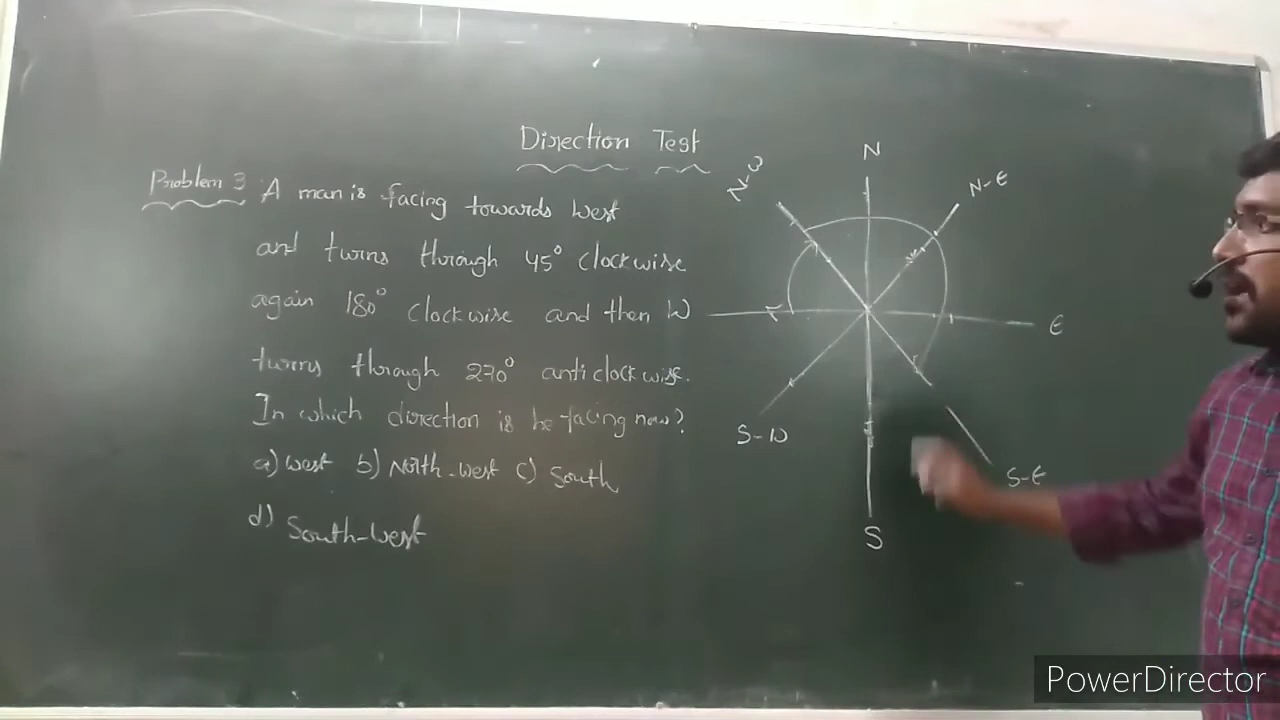 Direction Test
Problem 3 A man is facing towards West
and turns through 45° clockwise
again 180° clockwise and then
turns through 270° anticlockwise.
In which direction is he facing now?
a) West b) North-West c) South
d) South-West
N
N-W
N-E
W
E
S-W
S-E
S
PowerDirector